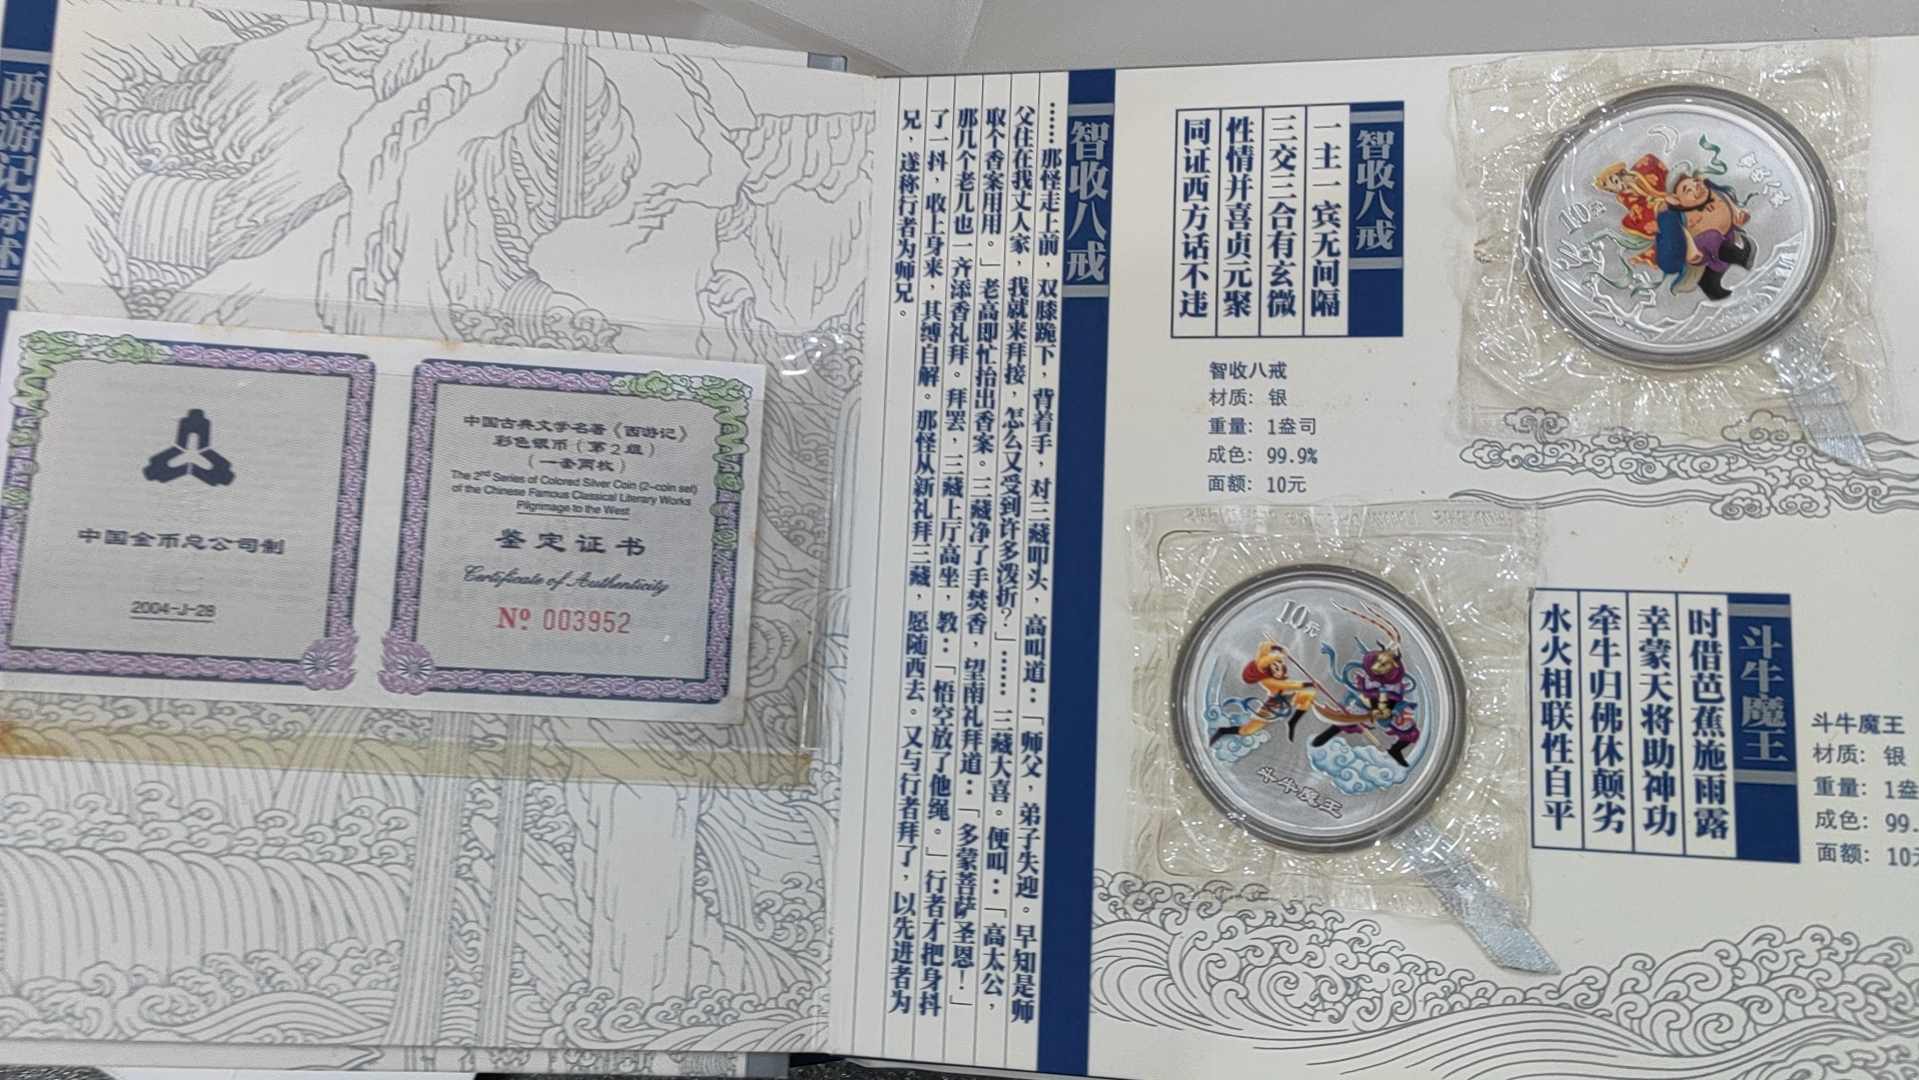 西游记综述
中国金币总公司制
2004-J-28
中国古典文学名著《西游记》
彩色银币(第2组)
(一套两枚)
The 2nd Series of Colored Silver Coin (2-coin set)
of the Chinese Famous Classical Literary Works
Pilgrimage to the West
鉴定证书
Certificate of Authenticity
Nº 003952
智收八戒
……那怪走上前,双膝跪下,背着手,对三藏叩头,高叫道:「师父,弟子失迎。早知是师
父住在我丈人家,我就来拜接,怎么又受到许多泼折?」……三藏大喜。便叫:「高太公,
取个香案用用。」老高即忙抬出香案。三藏净了手焚香,望南礼拜道:「多蒙菩萨圣恩!」
那几个老儿也一齐添香礼拜。拜罢,三藏上厅高坐,教:「悟空放了他绳。」行者才把身抖
了一抖,收上身来,其缚自解。那怪从新礼拜三藏,愿随西去。又与行者拜了,以先进者为
兄,遂称行者为师兄。
智收八戒
一主一宾无间隔
三交三合有玄微
性情并喜贞元聚
同证西方话不违
智收八戒
材质: 银
重量: 1盎司
成色: 99.9%
面额: 10元
10元
智收八戒
10元
斗牛魔王
斗牛魔王
时借芭蕉施雨露
幸蒙天将助神功
牵牛归佛休颠劣
水火相联性自平
斗牛魔王
材质: 银
重量: 1盎
成色: 99.
面额: 10元